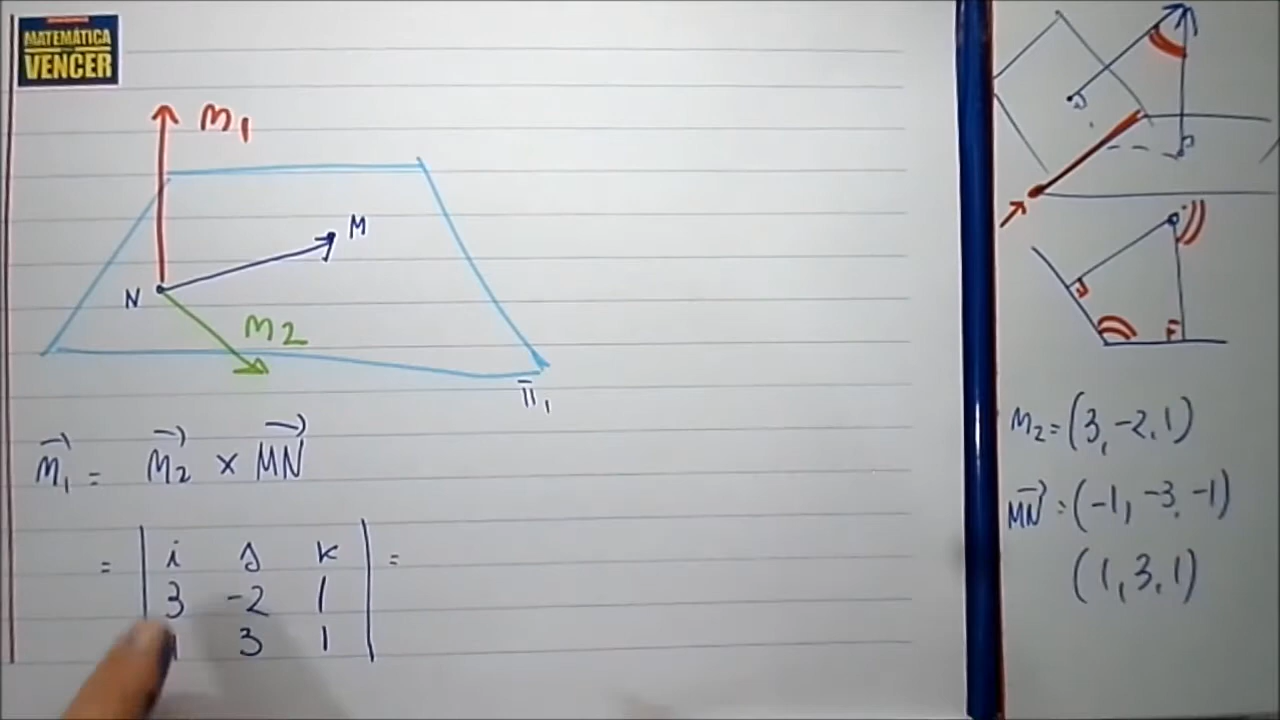 MATEMÁTICA
VENCER
m₁
M
N
m₂
π₁
m₁ = m₂ × MN
= | i j k | =
3 -2 1
1 3 1
m₂ = (3, -2, 1)
MN = (-1, -3, -1)
(1, 3, 1)